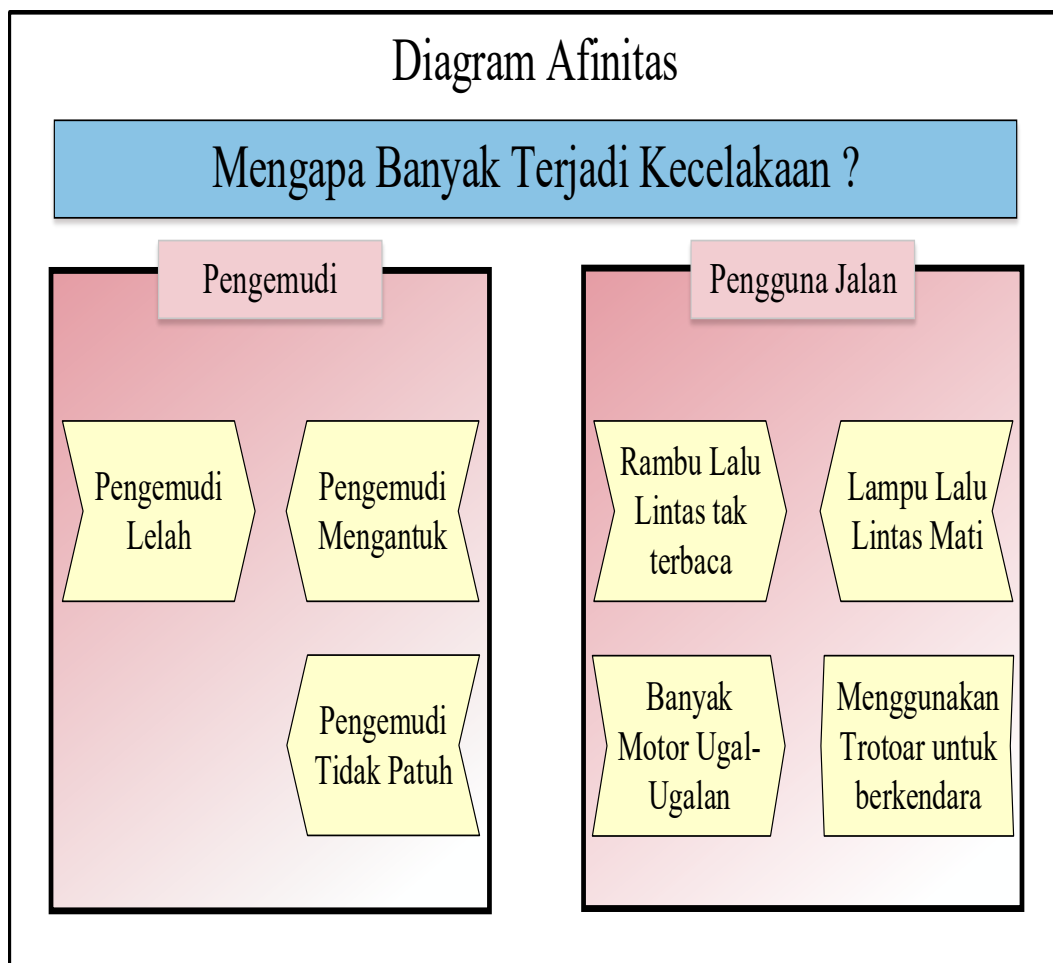 Diagram Afinitas
Mengapa Banyak Terjadi Kecelakaan ?
Pengemudi
Pengemudi
Lelah
Pengemudi
Mengantuk
Pengemudi
Tidak Patuh
Pengguna Jalan
Rambu Lalu
Lintas tak
terbaca
Lampu Lalu
Lintas Mati
Banyak
Motor Ugal-
Ugalan
Menggunakan
Trotoar untuk
berkendara